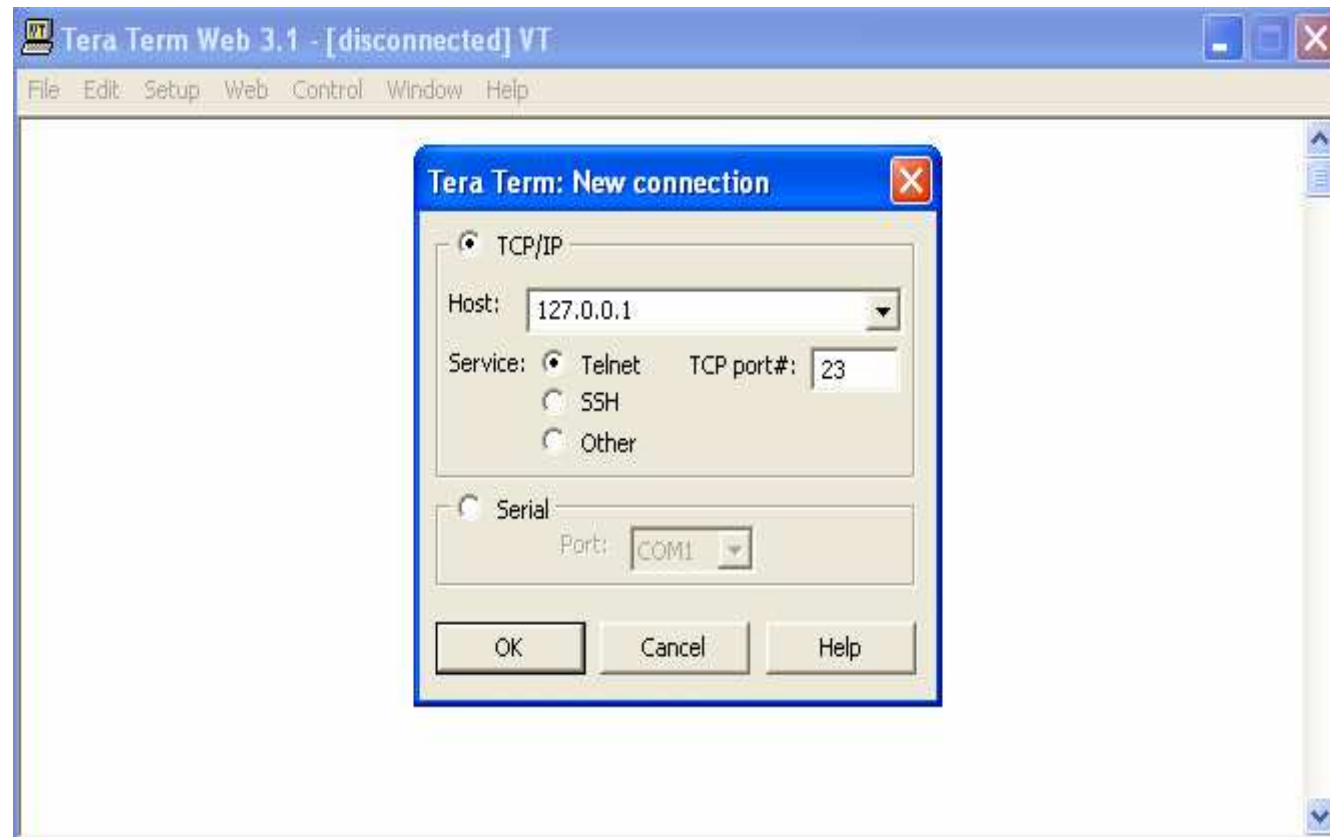 Tera Term Web 3.1 - [disconnected] VT
File Edit Setup Web Control Window Help
Tera Term: New connection
TCP/IP
Host: 127.0.0.1
Service: Telnet TCP port#: 23
SSH
Other
Serial
Port: COM1
OK Cancel Help